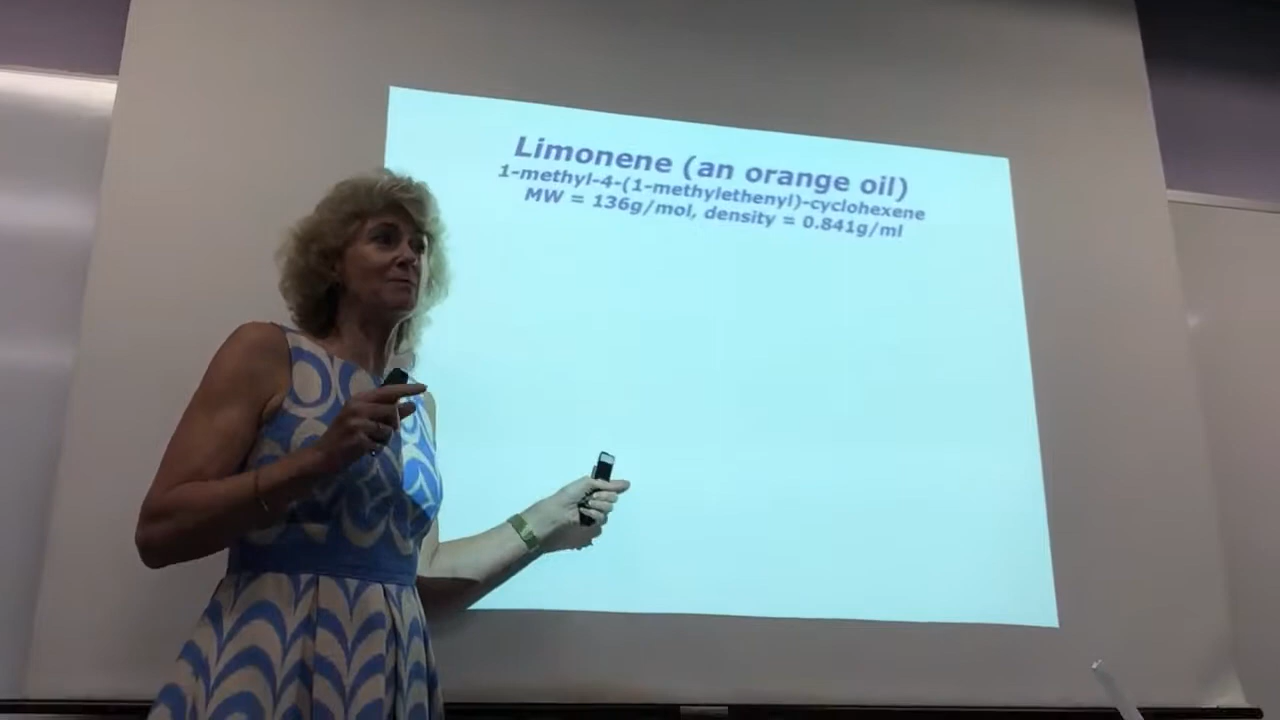 Limonene (an orange oil)
1-methyl-4-(1-methylethenyl)-cyclohexene
MW = 136g/mol, density = 0.841g/ml